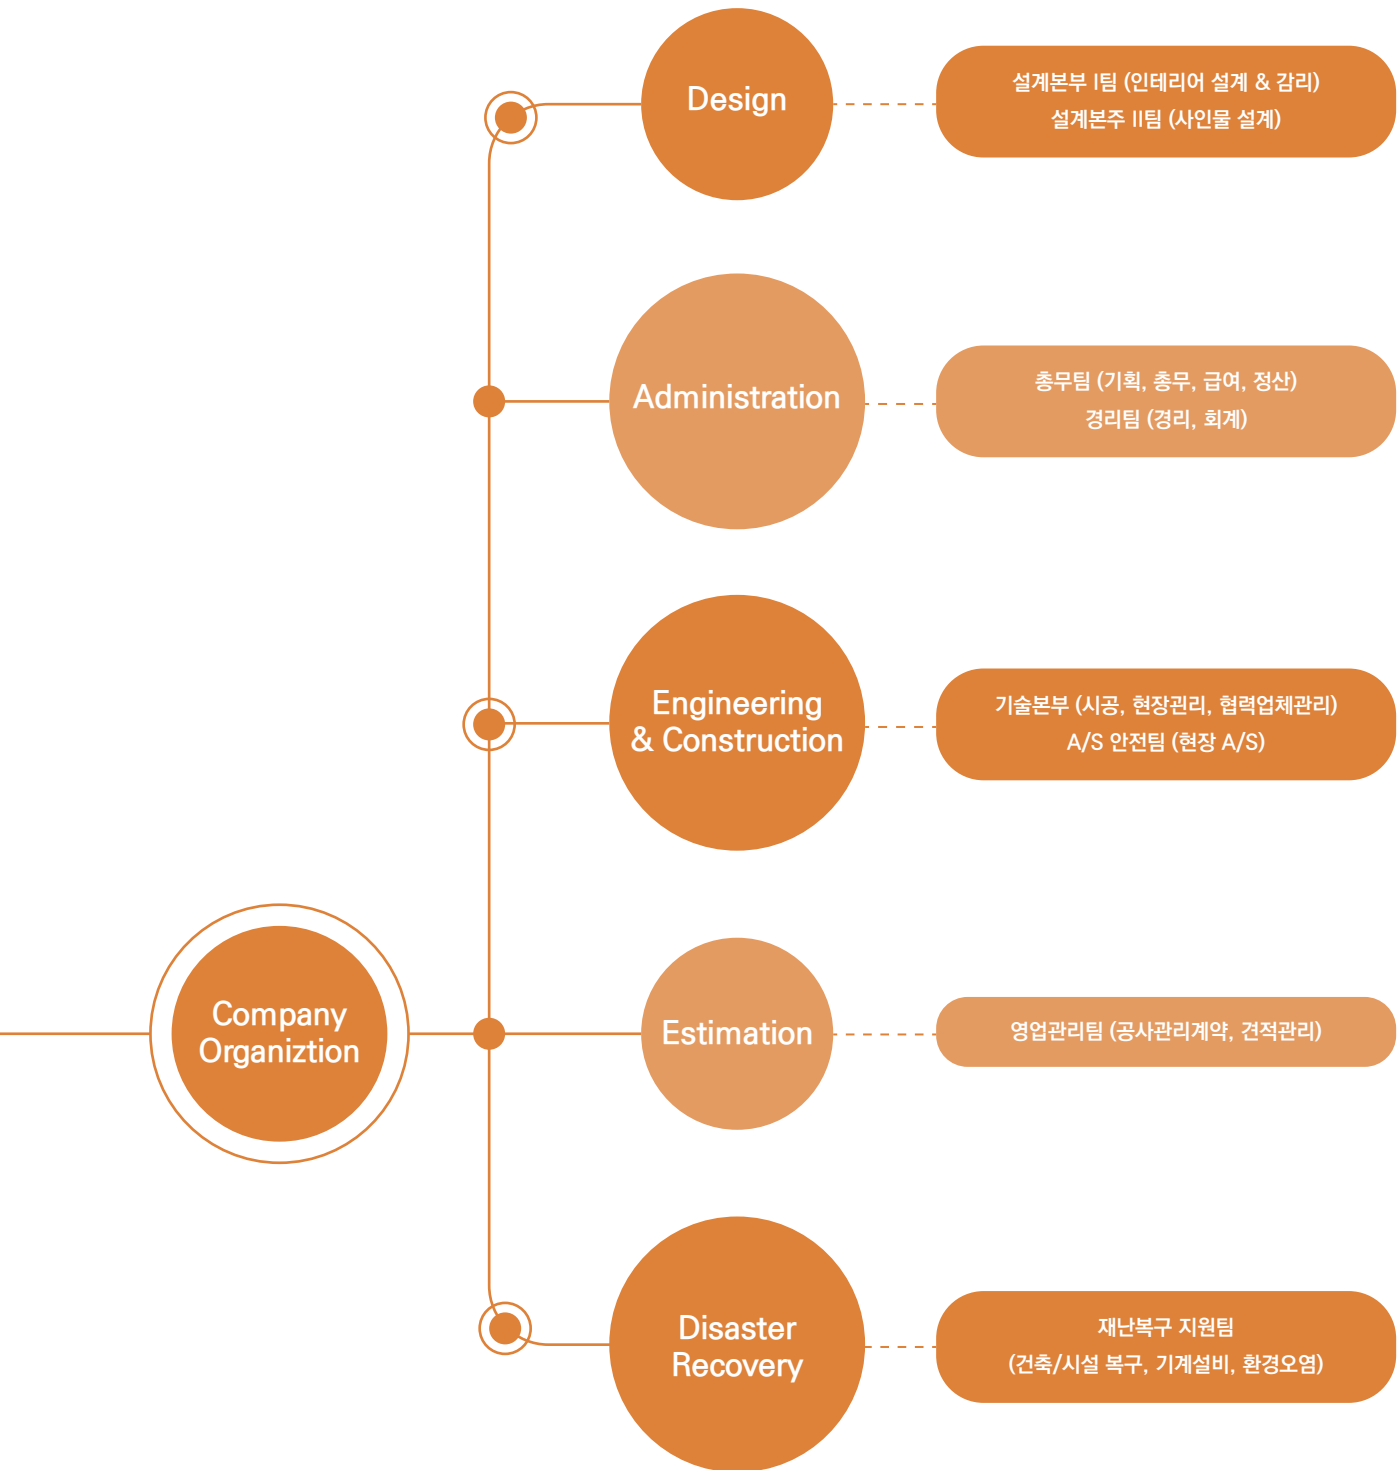 Design
설계본부 I팀 (인테리어 설계 & 감리)
설계본주 II팀 (사인물 설계)
Administration
총무팀 (기획, 총무, 급여, 정산)
경리팀 (경리, 회계)
Engineering
& Construction
기술본부 (시공, 현장괸리, 협력업체관리)
A/S 안전팀 (현장 A/S)
Company
Organiztion
Estimation
영업관리팀 (공사관리계약, 견적관리)
Disaster
Recovery
재난복구 지원팀
(건축/시설 복구, 기계설비, 환경오염)